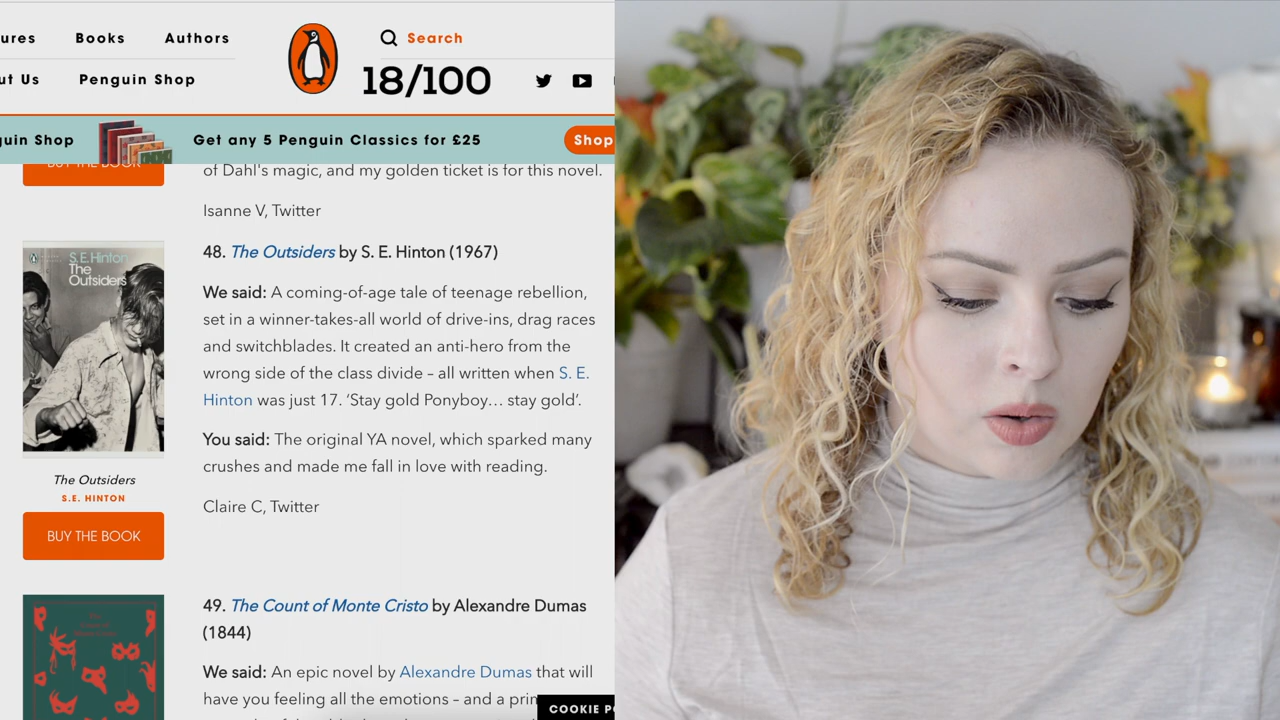 ures Books Authors
Search
ut Us Penguin Shop
18/100
guin Shop
Get any 5 Penguin Classics for £25
Shop
BUY THE BOOK
of Dahl's magic, and my golden ticket is for this novel.
Isanne V, Twitter
48. The Outsiders by S. E. Hinton (1967)
S.E. Hinton
The
Outsiders
We said: A coming-of-age tale of teenage rebellion,
set in a winner-takes-all world of drive-ins, drag races
and switchblades. It created an anti-hero from the
wrong side of the class divide – all written when S. E.
Hinton was just 17. ‘Stay gold Ponyboy… stay gold’.
You said: The original YA novel, which sparked many
crushes and made me fall in love with reading.
Claire C, Twitter
The Outsiders
S.E. HINTON
BUY THE BOOK
49. The Count of Monte Cristo by Alexandre Dumas
(1844)
We said: An epic novel by Alexandre Dumas that will
have you feeling all the emotions – and a prim
COOKIE PO